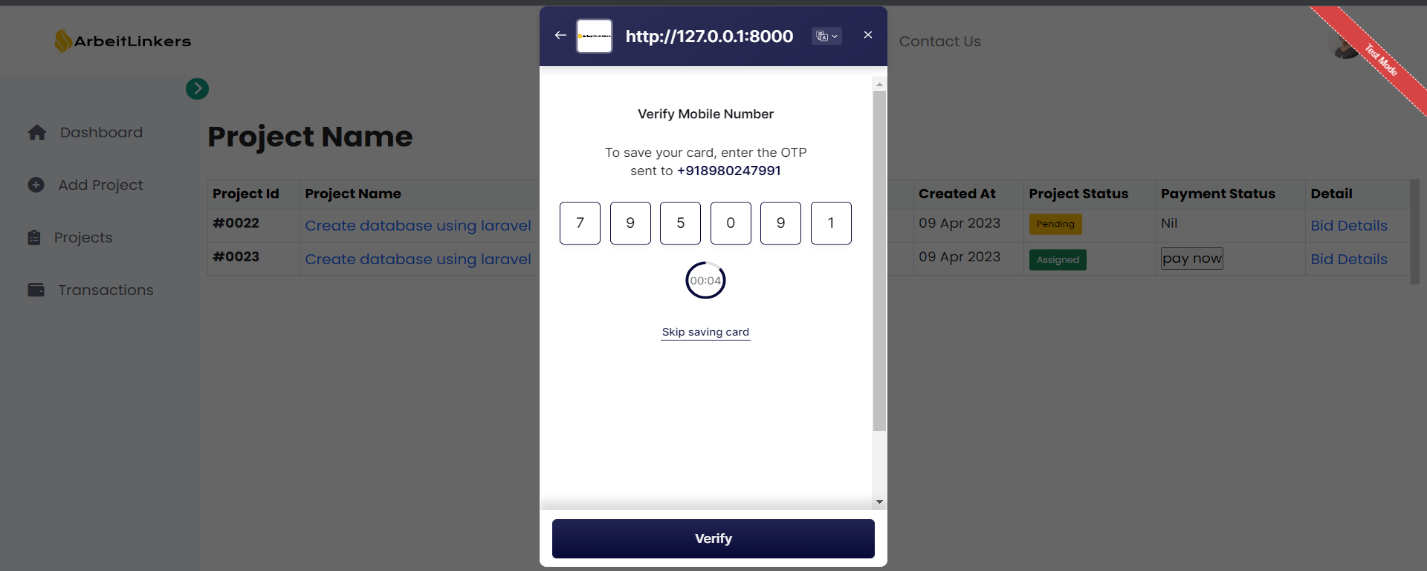 ArbeitLinkers
http://127.0.0.1:8000
Contact Us
Test Mode
Dashboard
Add Project
Projects
Transactions
Project Name
Project Id Project Name Created At Project Status Payment Status Detail
#0022 Create database using laravel 09 Apr 2023 Pending Nil Bid Details
#0023 Create database using laravel 09 Apr 2023 Assigned pay now Bid Details
Verify Mobile Number
To save your card, enter the OTP
sent to +918980247991
7 9 5 0 9 1
00:04
Skip saving card
Verify